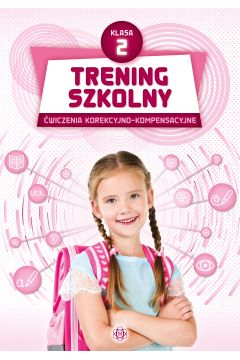 KLASA
2
TRENING
SZKOLNY
ĆWICZENIA KOREKCYJNO-KOMPENSACYJNE